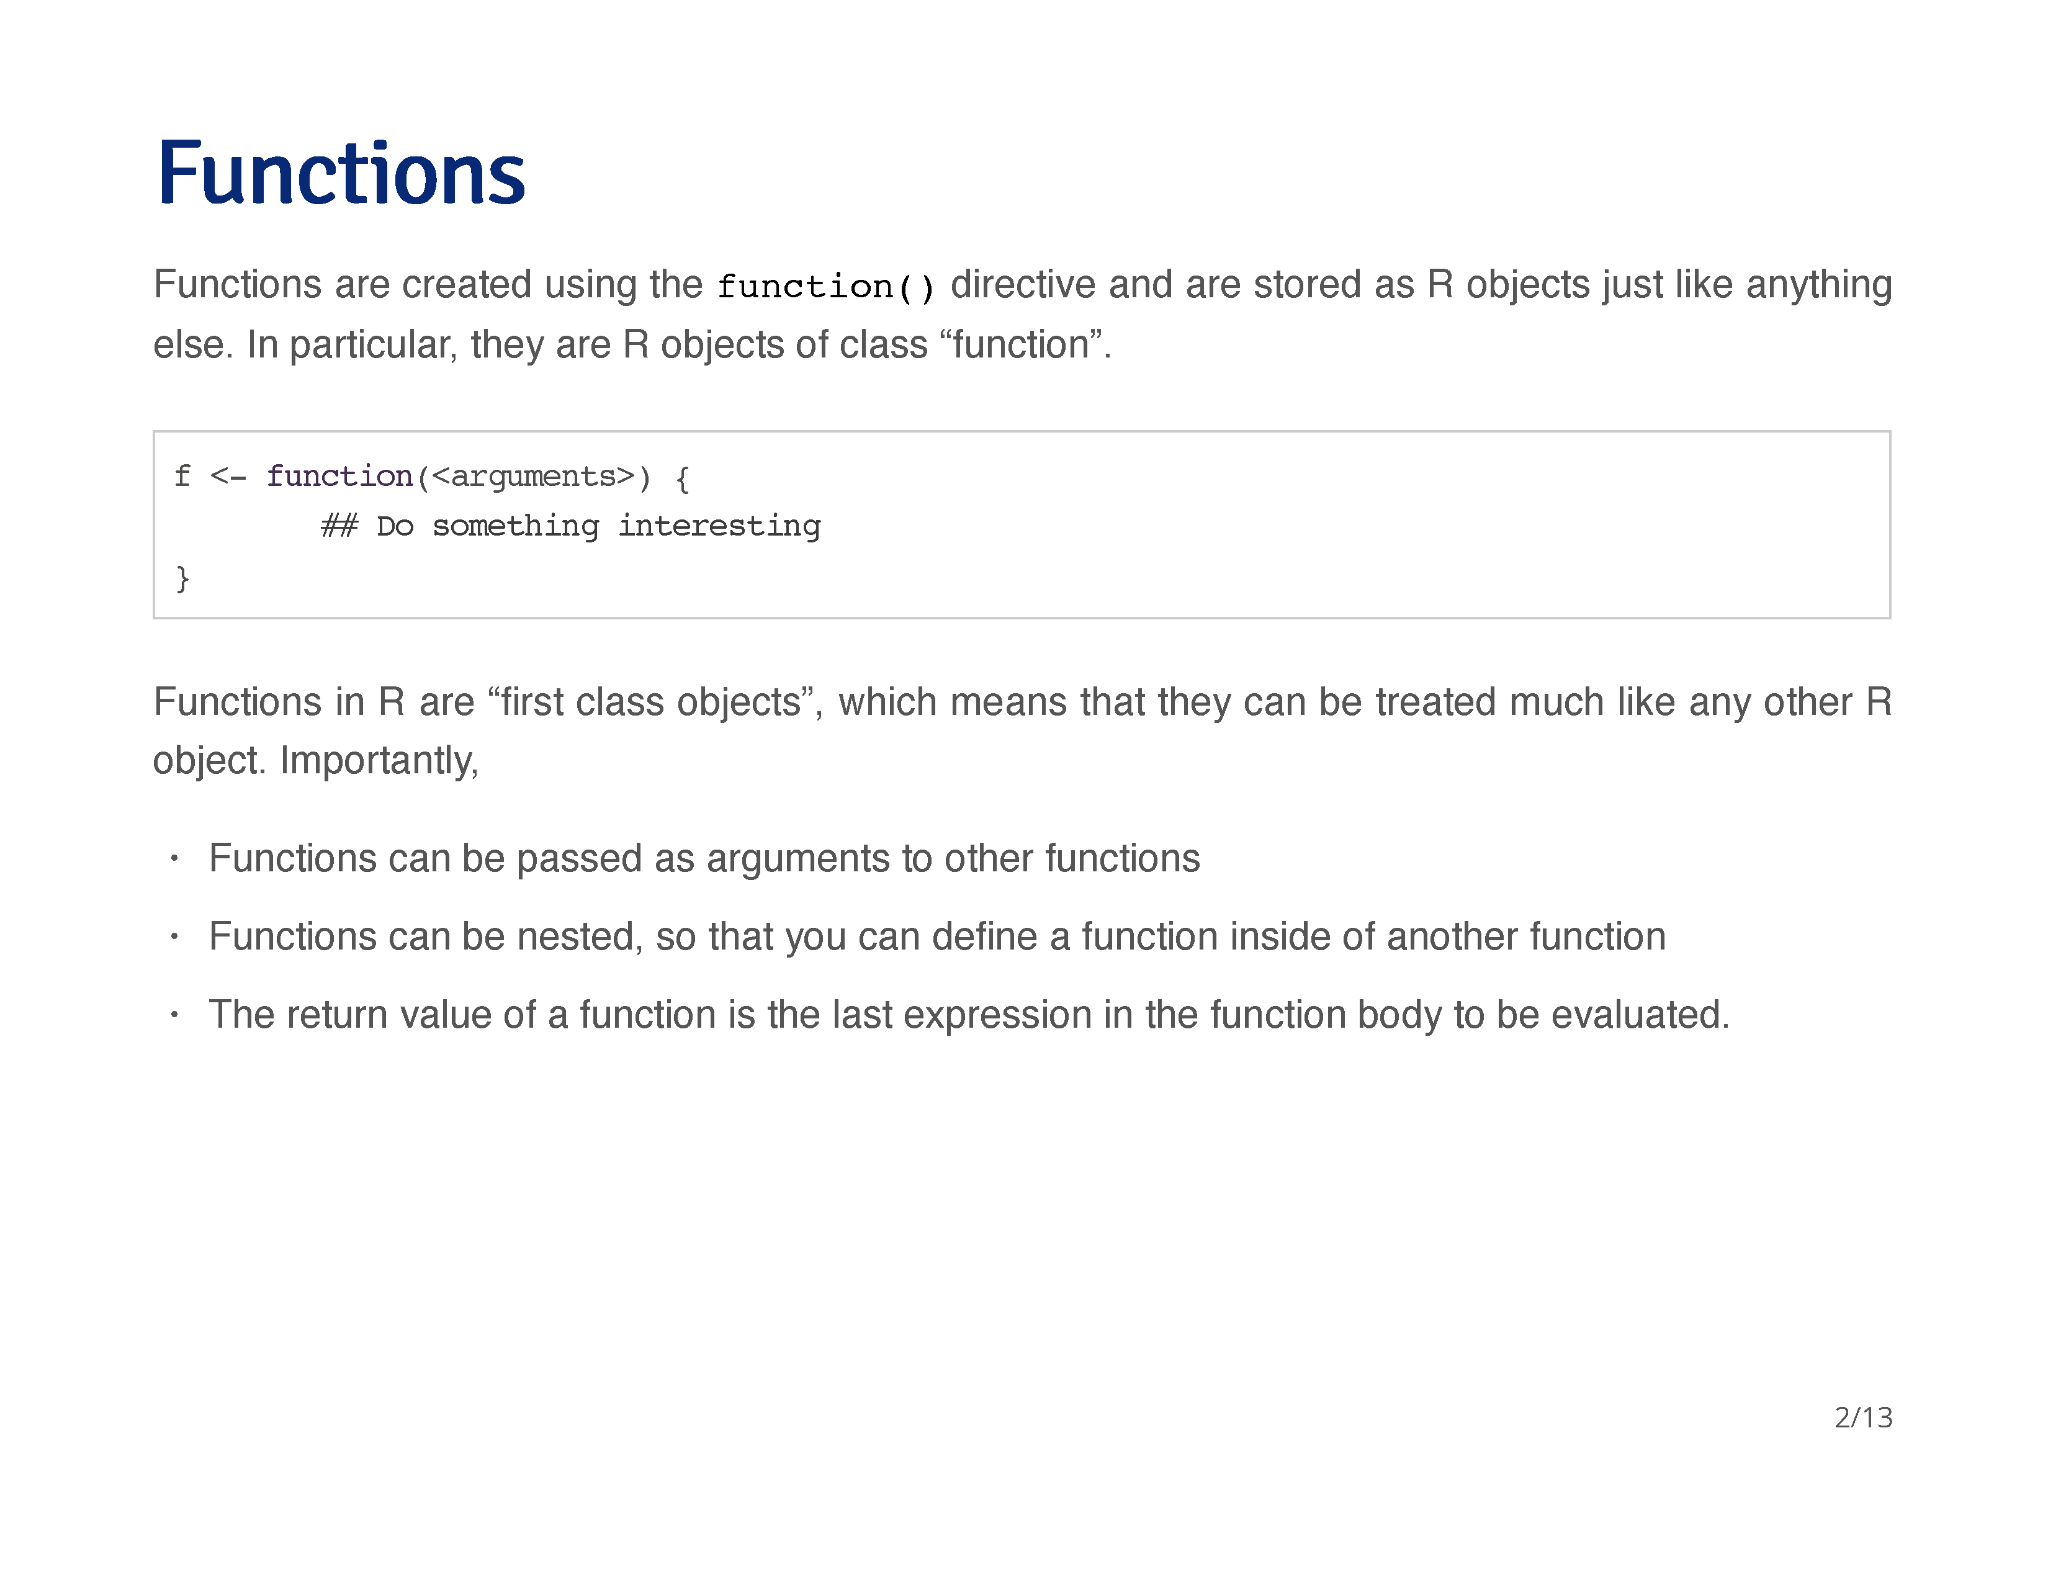 Functions
Functions are created using the function() directive and are stored as R objects just like anything
else. In particular, they are R objects of class “function”.
f <- function(<arguments>) {
        ## Do something interesting
}
Functions in R are “first class objects”, which means that they can be treated much like any other R
object. Importantly,
· Functions can be passed as arguments to other functions
· Functions can be nested, so that you can define a function inside of another function
· The return value of a function is the last expression in the function body to be evaluated.
2/13